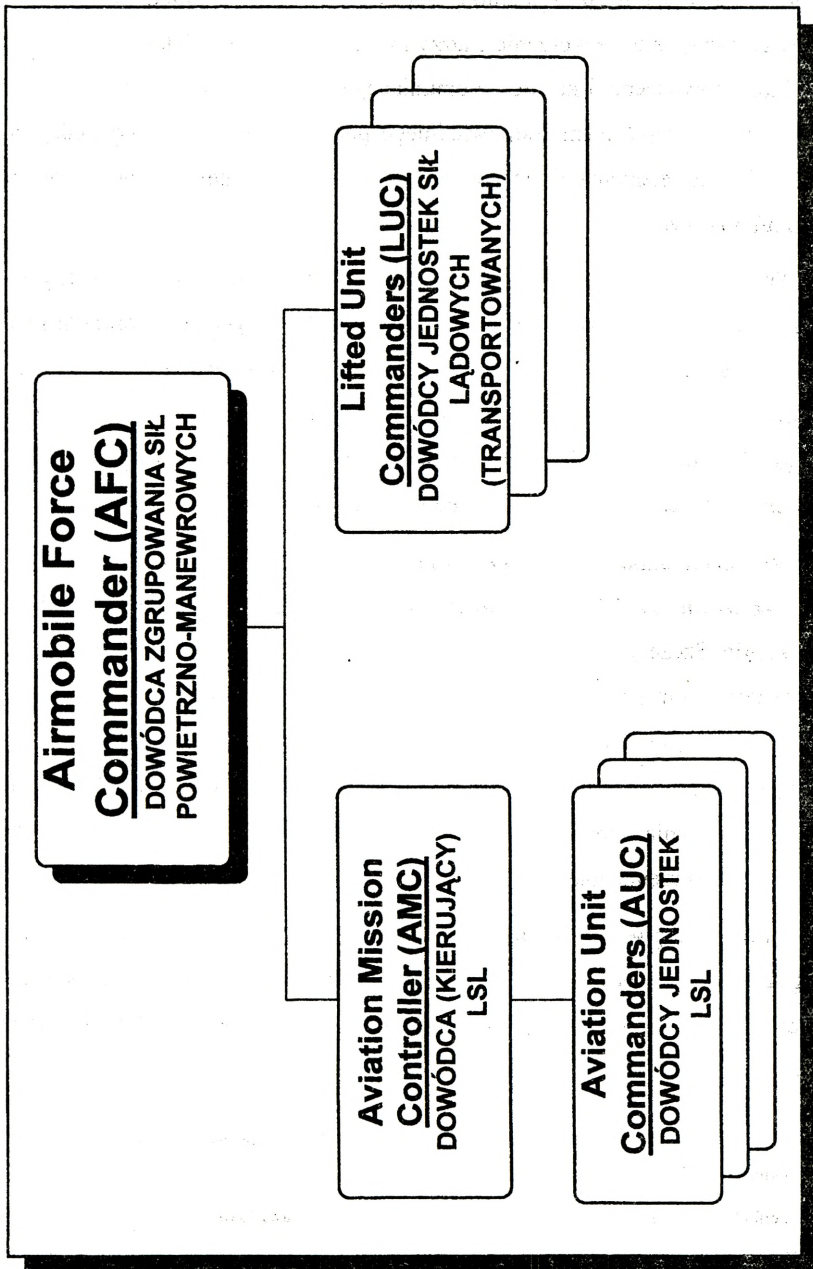 Airmobile Force
Commander (AFC)
DOWÓDCA ZGRUPOWANIA SIŁ
POWIETRZNO-MANEWROWYCH
Aviation Mission
Controller (AMC)
DOWÓDCA (KIERUJĄCY)
LSL
Aviation Unit
Commanders (AUC)
DOWÓDCY JEDNOSTEK
LSL
Lifted Unit
Commanders (LUC)
DOWÓDCY JEDNOSTEK SIŁ
LĄDOWYCH
(TRANSPORTOWANYCH)